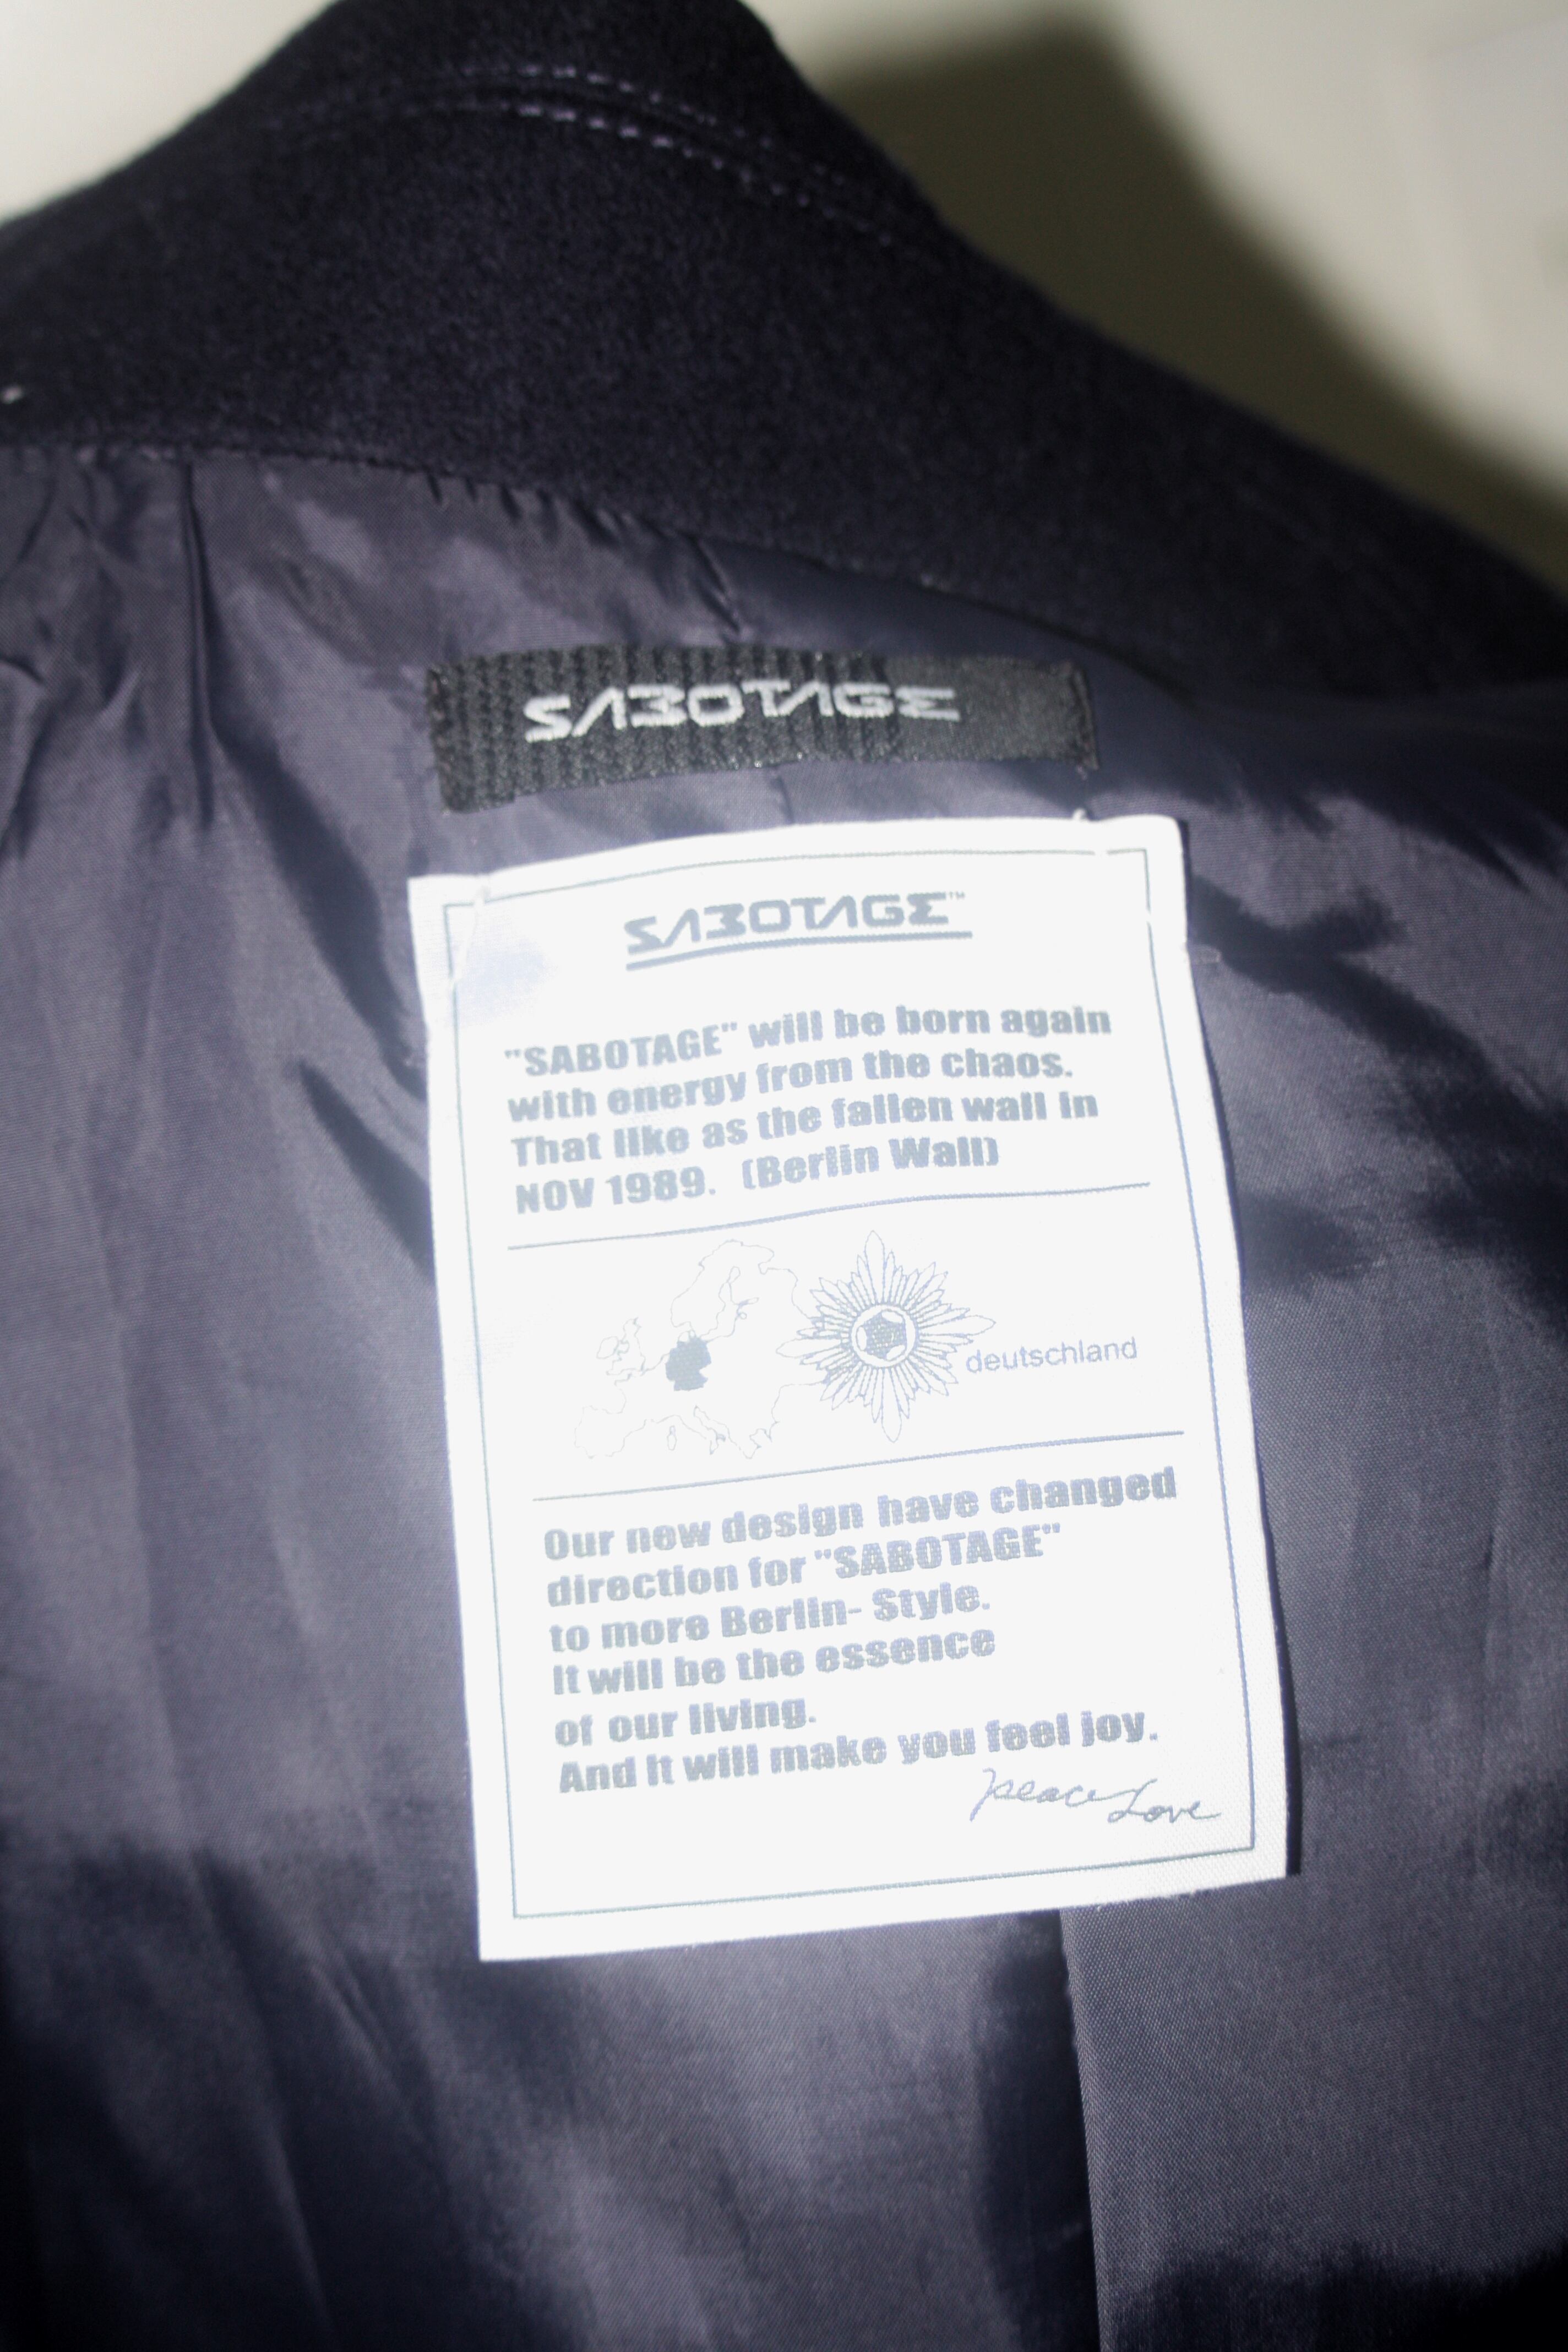 SABOTAGE
SABOTAGE™
"SABOTAGE" will be born again
with energy from the chaos.
That like as the fallen wall in
NOV 1989. (Berlin Wall)
deutschland
Our new design have changed
direction for "SABOTAGE"
to more Berlin- Style.
It will be the essence
of our living.
And it will make you feel joy.
Peace Love